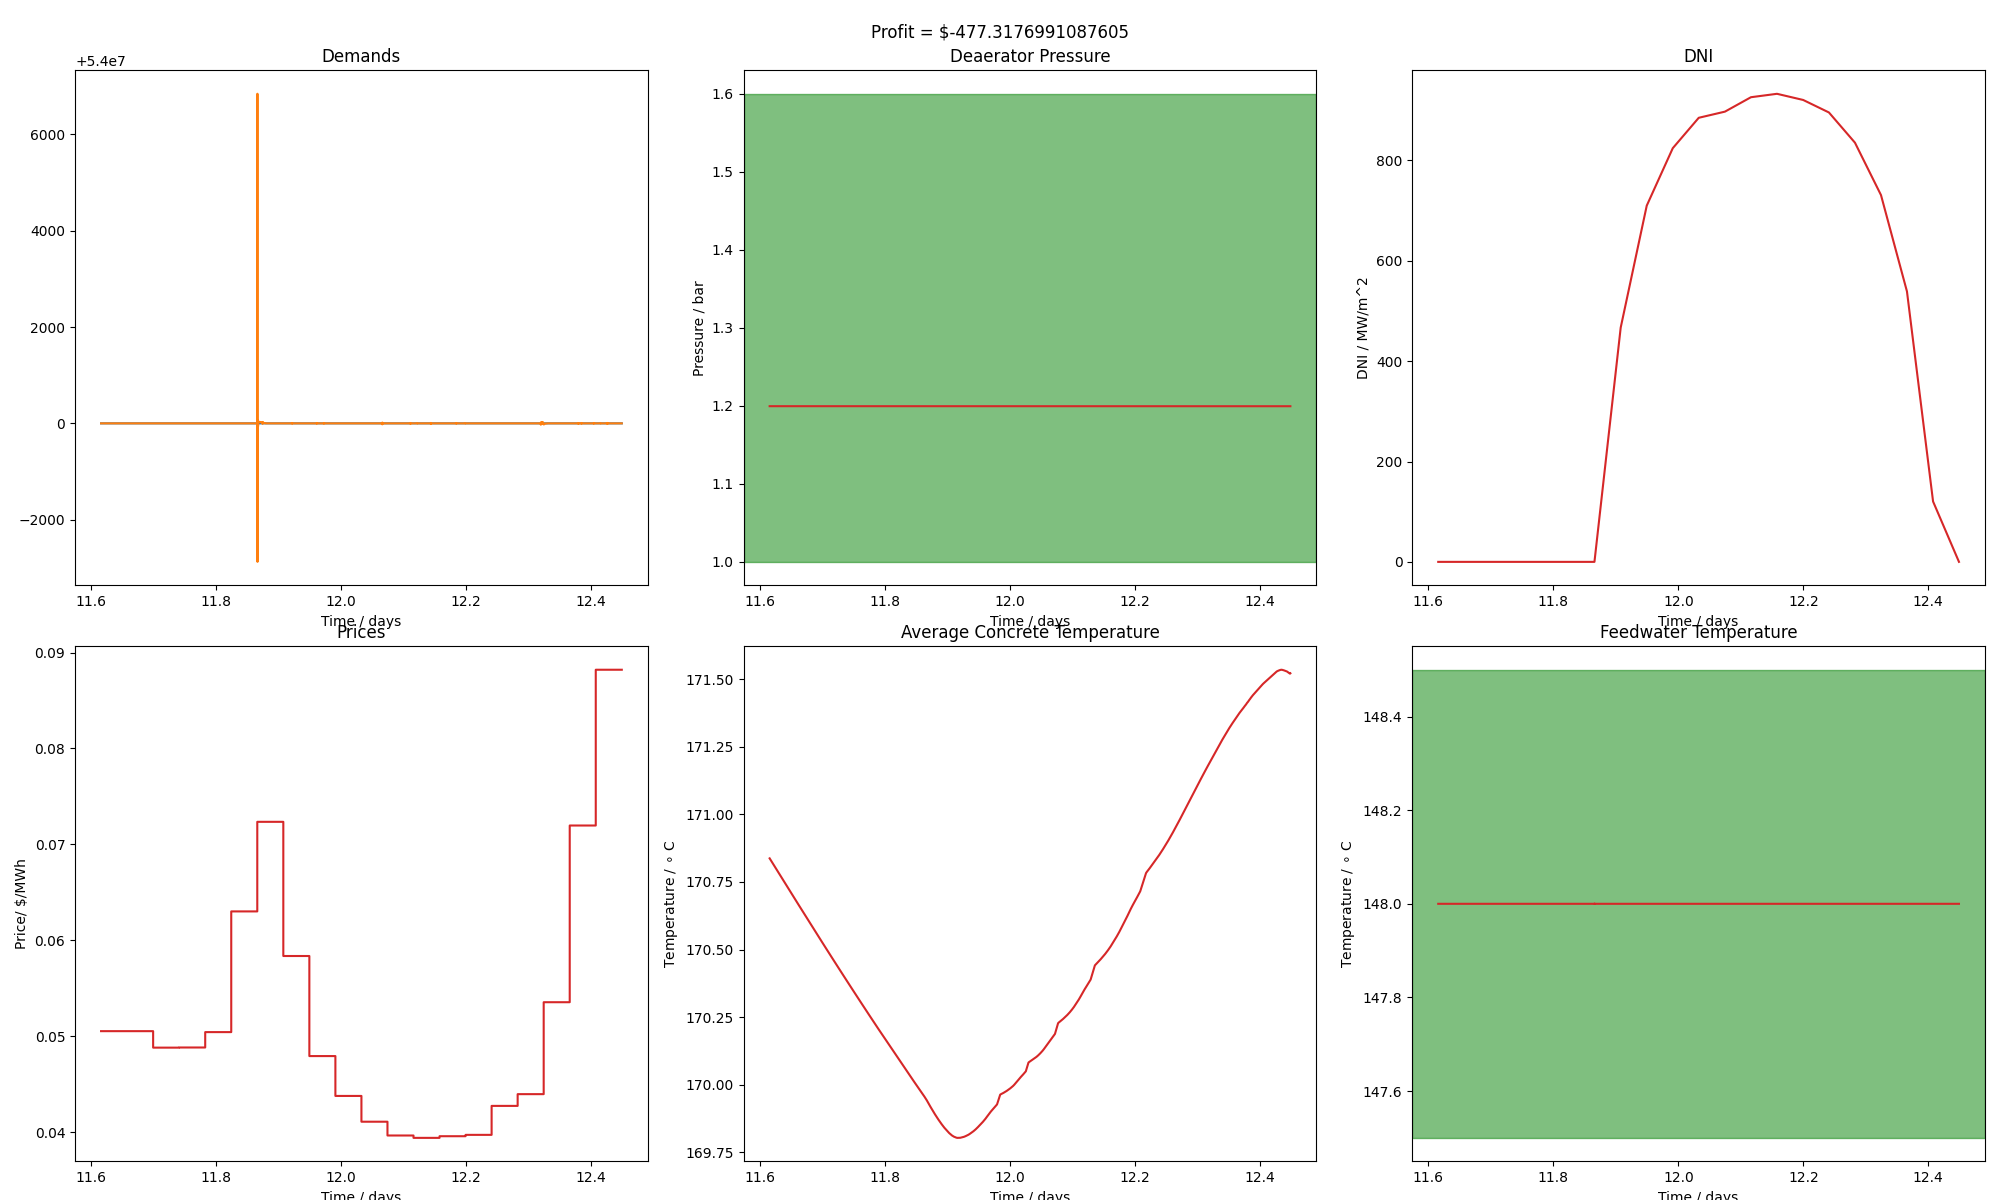 Profit = $-477.3176991087605
Demands
+5.4e7
6000
4000
2000
0
−2000
11.6 11.8 12.0 12.2 12.4
Time / days
Deaerator Pressure
Pressure / bar
1.6
1.5
1.4
1.3
1.2
1.1
1.0
11.6 11.8 12.0 12.2 12.4
Time / days
DNI
DNI / MW/m^2
800
600
400
200
0
11.6 11.8 12.0 12.2 12.4
Time / days
Prices
Price/ $/MWh
0.09
0.08
0.07
0.06
0.05
0.04
11.6 11.8 12.0 12.2 12.4
Time / days
Average Concrete Temperature
Temperature / ∘ C
171.50
171.25
171.00
170.75
170.50
170.25
170.00
169.75
11.6 11.8 12.0 12.2 12.4
Time / days
Feedwater Temperature
Temperature / ∘ C
148.4
148.2
148.0
147.8
147.6
11.6 11.8 12.0 12.2 12.4
Time / days